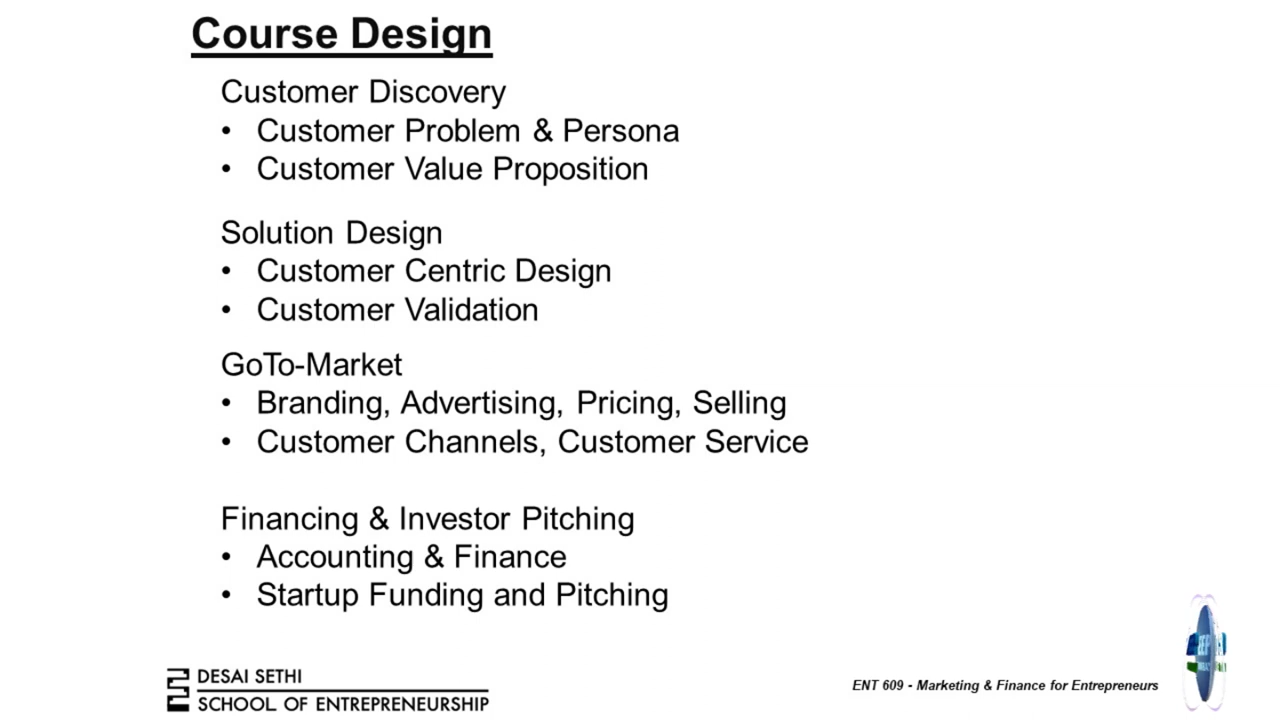 Course Design
Customer Discovery
• Customer Problem & Persona
• Customer Value Proposition
Solution Design
• Customer Centric Design
• Customer Validation
GoTo-Market
• Branding, Advertising, Pricing, Selling
• Customer Channels, Customer Service
Financing & Investor Pitching
• Accounting & Finance
• Startup Funding and Pitching
DESAI SETHI
SCHOOL OF ENTREPRENEURSHIP
ENT 609 - Marketing & Finance for Entrepreneurs